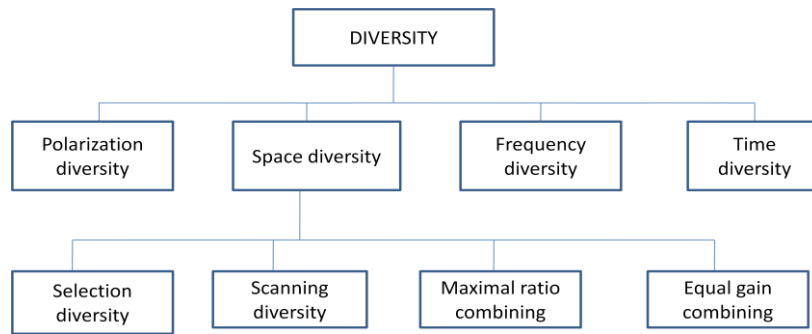 DIVERSITY
Polarization
diversity
Space diversity
Frequency
diversity
Time
diversity
Selection
diversity
Scanning
diversity
Maximal ratio
combining
Equal gain
combining